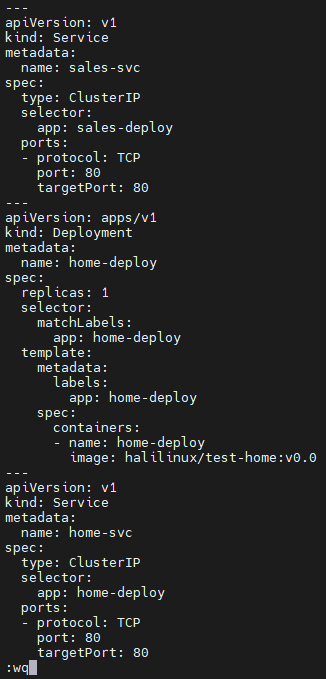 ---
apiVersion: v1
kind: Service
metadata:
  name: sales-svc
spec:
  type: ClusterIP
  selector:
    app: sales-deploy
  ports:
  - protocol: TCP
    port: 80
    targetPort: 80
---
apiVersion: apps/v1
kind: Deployment
metadata:
  name: home-deploy
spec:
  replicas: 1
  selector:
    matchLabels:
      app: home-deploy
  template:
    metadata:
      labels:
        app: home-deploy
    spec:
      containers:
      - name: home-deploy
        image: halilinux/test-home:v0.0
---
apiVersion: v1
kind: Service
metadata:
  name: home-svc
spec:
  type: ClusterIP
  selector:
    app: home-deploy
  ports:
  - protocol: TCP
    port: 80
    targetPort: 80
:wq